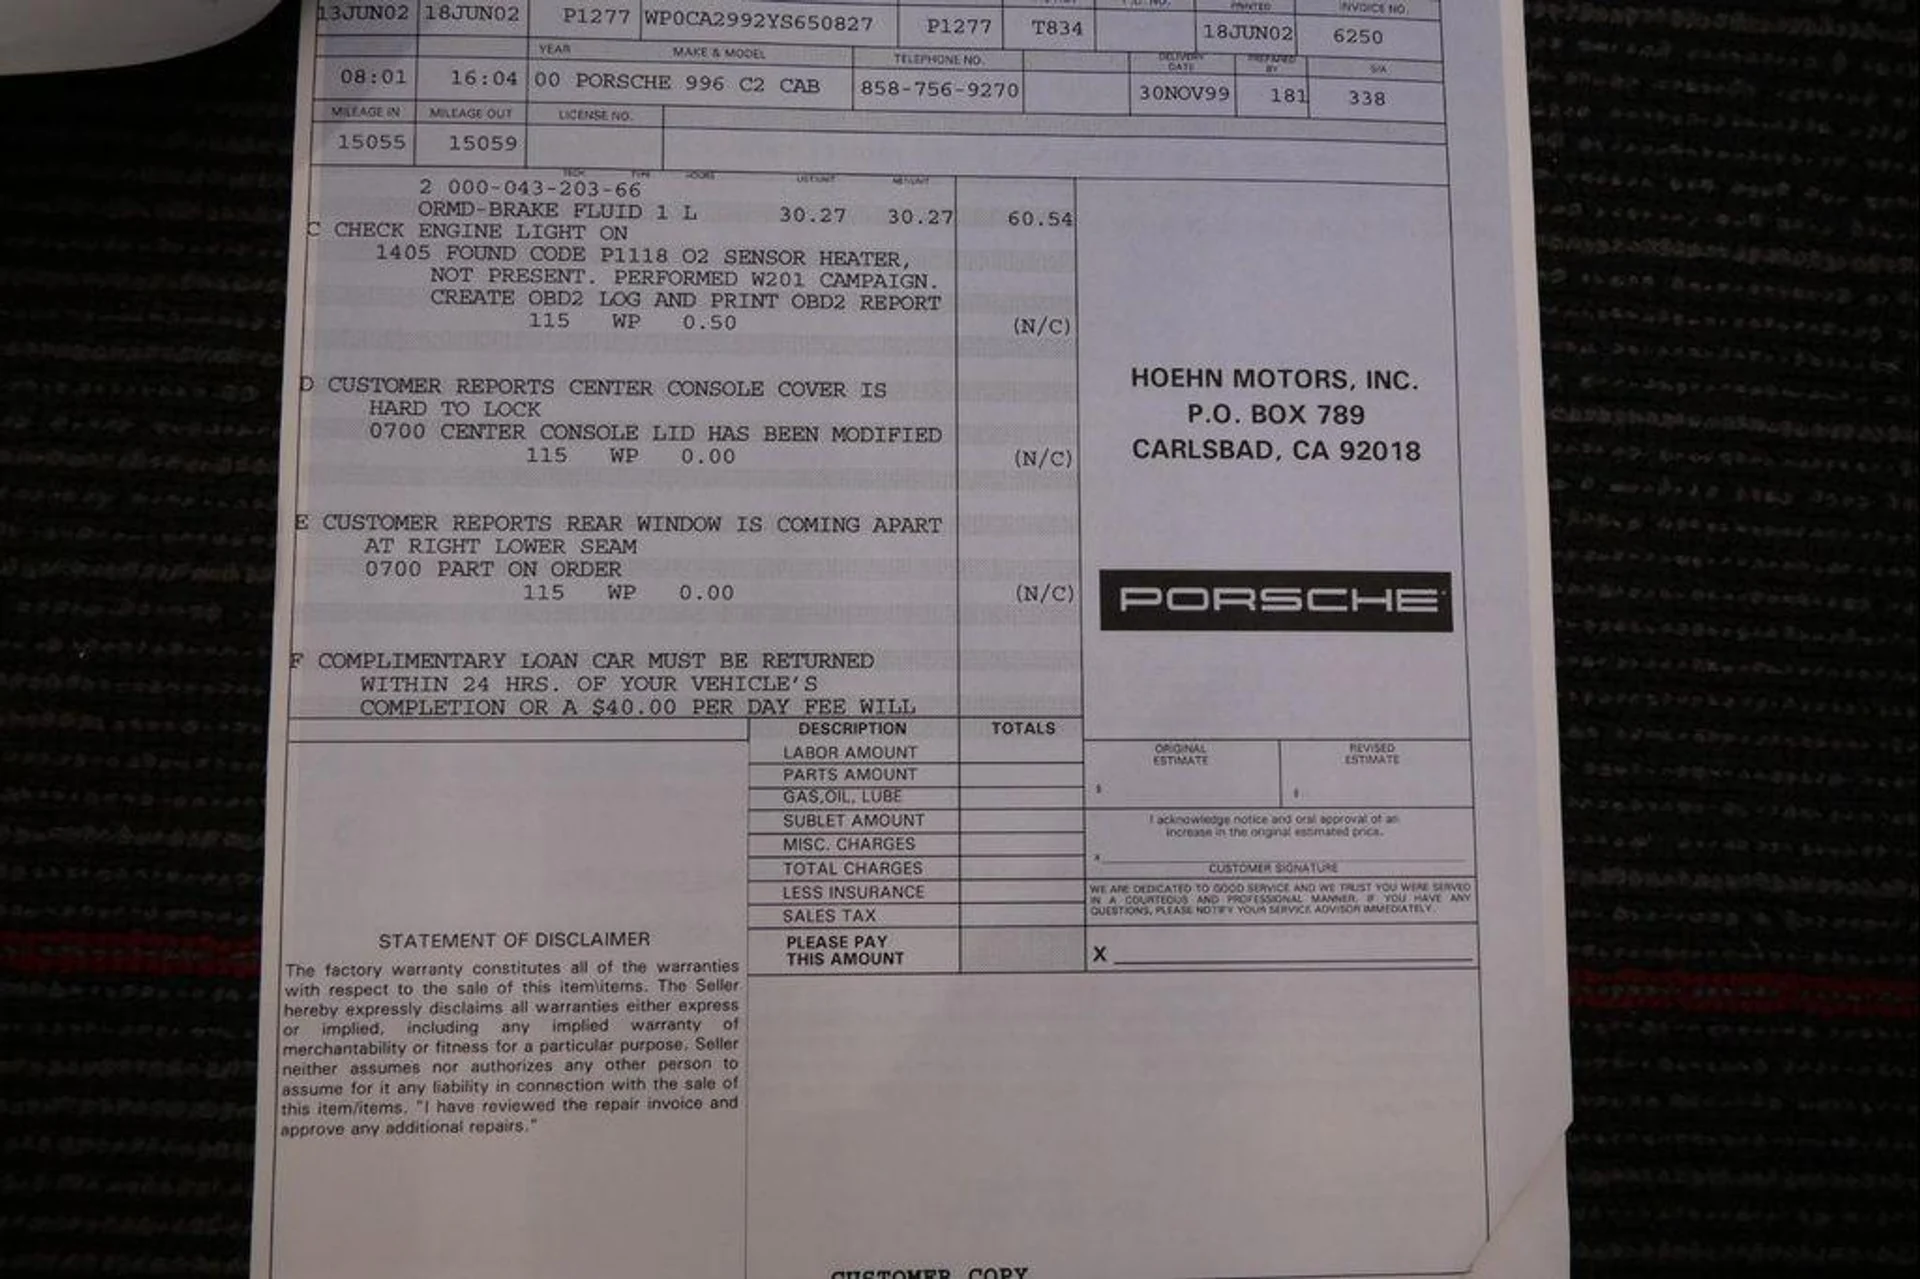 INVOICE NO.
13JUN02 18JUN02 P1277 WP0CA2992YS650827 P1277 T834 18JUN02 6250
YEAR MAKE & MODEL TELEPHONE NO. DELIVERY DATE PREPARED BY S/A
08:01 16:04 00 PORSCHE 996 C2 CAB 858-756-9270 30NOV99 181 338
MILEAGE IN MILEAGE OUT LICENSE NO.
15055 15059
2 000-043-203-66
ORMD-BRAKE FLUID 1 L 30.27 30.27 60.54
C CHECK ENGINE LIGHT ON
1405 FOUND CODE P1118 O2 SENSOR HEATER,
NOT PRESENT. PERFORMED W201 CAMPAIGN.
CREATE OBD2 LOG AND PRINT OBD2 REPORT
115 WP 0.50 (N/C)
D CUSTOMER REPORTS CENTER CONSOLE COVER IS
HARD TO LOCK
0700 CENTER CONSOLE LID HAS BEEN MODIFIED
115 WP 0.00 (N/C)
E CUSTOMER REPORTS REAR WINDOW IS COMING APART
AT RIGHT LOWER SEAM
0700 PART ON ORDER
115 WP 0.00 (N/C)
F COMPLIMENTARY LOAN CAR MUST BE RETURNED
WITHIN 24 HRS. OF YOUR VEHICLE'S
COMPLETION OR A $40.00 PER DAY FEE WILL
HOEHN MOTORS, INC.
P.O. BOX 789
CARLSBAD, CA 92018
PORSCHE
DESCRIPTION TOTALS
LABOR AMOUNT
PARTS AMOUNT
GAS,OIL, LUBE
SUBLET AMOUNT
MISC. CHARGES
TOTAL CHARGES
LESS INSURANCE
SALES TAX
PLEASE PAY
THIS AMOUNT
ORIGINAL
ESTIMATE
$
REVISED
ESTIMATE
$
I acknowledge notice and oral approval of an
increase in the original estimated price.
X
CUSTOMER SIGNATURE
WE ARE DEDICATED TO GOOD SERVICE AND WE TRUST YOU WERE SERVED
IN A COURTEOUS AND PROFESSIONAL MANNER. IF YOU HAVE ANY
QUESTIONS, PLEASE NOTIFY YOUR SERVICE ADVISOR IMMEDIATELY.
X
STATEMENT OF DISCLAIMER
The factory warranty constitutes all of the warranties
with respect to the sale of this item\items. The Seller
hereby expressly disclaims all warranties either express
or implied, including any implied warranty of
merchantability or fitness for a particular purpose. Seller
neither assumes nor authorizes any other person to
assume for it any liability in connection with the sale of
this item/items. "I have reviewed the repair invoice and
approve any additional repairs."
CUSTOMER COPY